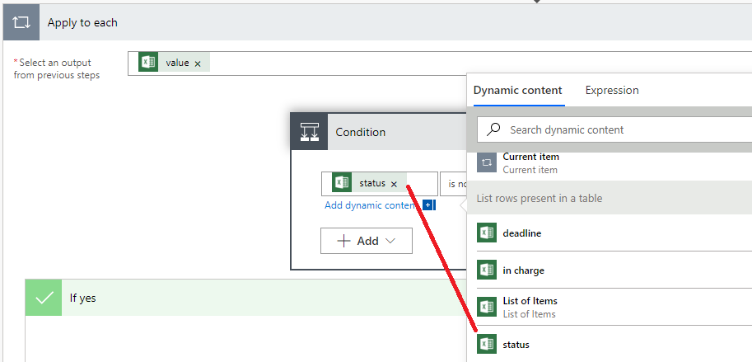 Apply to each
*Select an output
from previous steps
value ×
Dynamic content Expression
Search dynamic content
Condition
Current item
Current item
status ×
is no
Add dynamic conten
List rows present in a table
deadline
Add
in charge
List of Items
List of Items
If yes
status